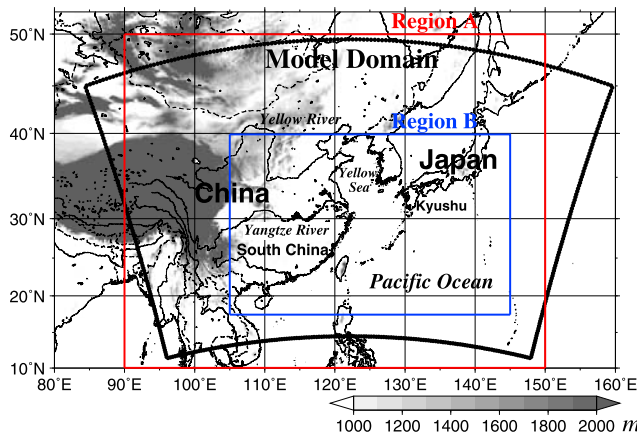 Region A
50°N
Model Domain
Yellow River
Region B
40°N
Japan
Yellow
Sea
China
Kyushu
30°N
Yangtze River
South China
Pacific Ocean
20°N
10°N
80°E 90°E 100°E 110°E 120°E 130°E 140°E 150°E 160°E
1000 1200 1400 1600 1800 2000 m